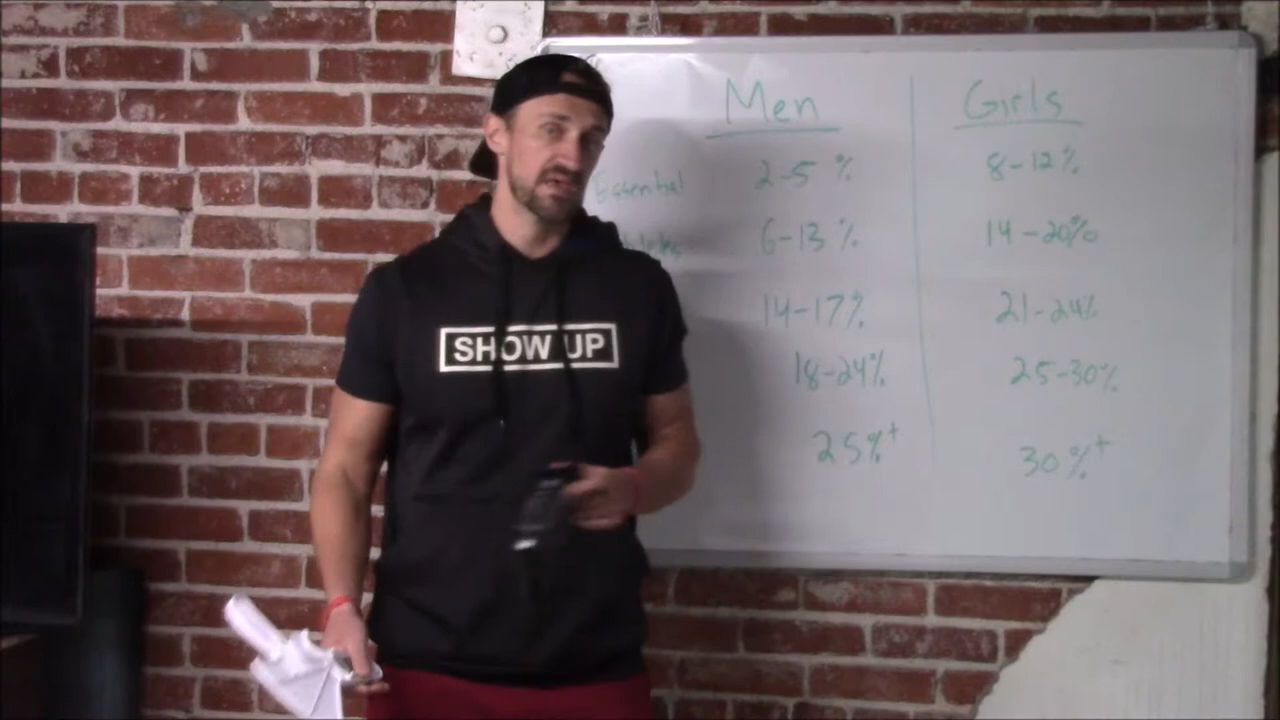 Men Girls
Essential 2-5 % 8-12%
6-13 % 14-20%
14-17% 21-24%
18-24% 25-30%
25%+ 30%+
SHOW UP